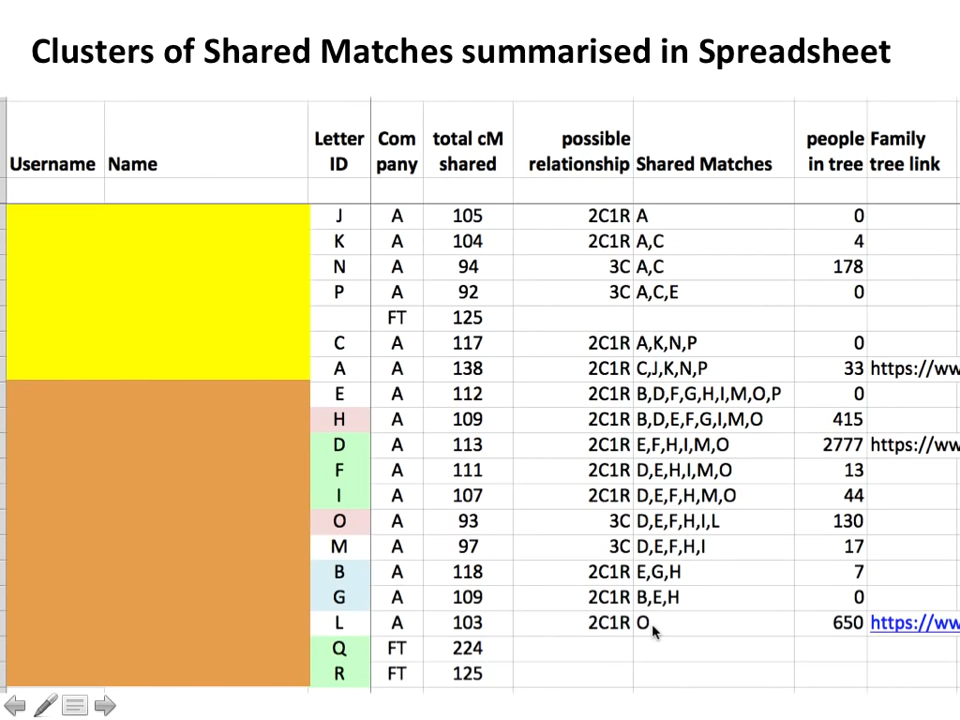 Clusters of Shared Matches summarised in Spreadsheet
Username Name Letter ID Com pany total cM shared possible relationship Shared Matches people in tree Family tree link
J A 105 2C1R A 0
K A 104 2C1R A,C 4
N A 94 3C A,C 178
P A 92 3C A,C,E 0
FT 125
C A 117 2C1R A,K,N,P 0
A A 138 2C1R C,J,K,N,P 33 https://ww
E A 112 2C1R B,D,F,G,H,I,M,O,P 0
H A 109 2C1R B,D,E,F,G,I,M,O 415
D A 113 2C1R E,F,H,I,M,O 2777 https://ww
F A 111 2C1R D,E,H,I,M,O 13
I A 107 2C1R D,E,F,H,M,O 44
O A 93 3C D,E,F,H,I,L 130
M A 97 3C D,E,F,H,I 17
B A 118 2C1R E,G,H 7
G A 109 2C1R B,E,H 0
L A 103 2C1R O 650 https://ww
Q FT 224
R FT 125